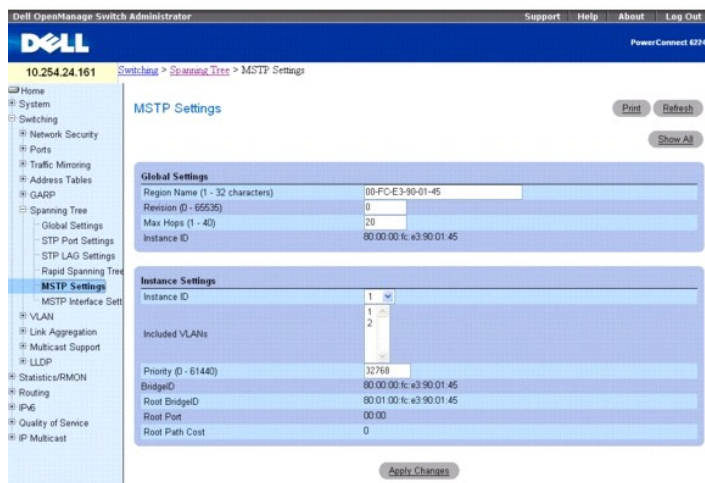 Dell OpenManage Switch Administrator
Support Help About Log Out
DELL
PowerConnect 6224
10.254.24.161
Switching > Spanning Tree > MSTP Settings
Home
System
Switching
Network Security
Ports
Traffic Mirroring
Address Tables
GARP
Spanning Tree
Global Settings
STP Port Settings
STP LAG Settings
Rapid Spanning Tree
MSTP Settings
MSTP Interface Sett
VLAN
Link Aggregation
Multicast Support
LLDP
Statistics/RMON
Routing
IPv6
Quality of Service
IP Multicast
MSTP Settings
Print Refresh
Show All
Global Settings
Region Name (1 - 32 characters) 00-FC-E3-90-01-45
Revision (0 - 65535) 0
Max Hops (1 - 40) 20
Instance ID 80:00:00:fc:e3:90:01:45
Instance Settings
Instance ID 1
Included VLANs 1
2
Priority (0 - 61440) 32768
BridgeID 80:00:00:fc:e3:90:01:45
Root BridgeID 80:01:00:fc:e3:90:01:45
Root Port 00:00
Root Path Cost 0
Apply Changes